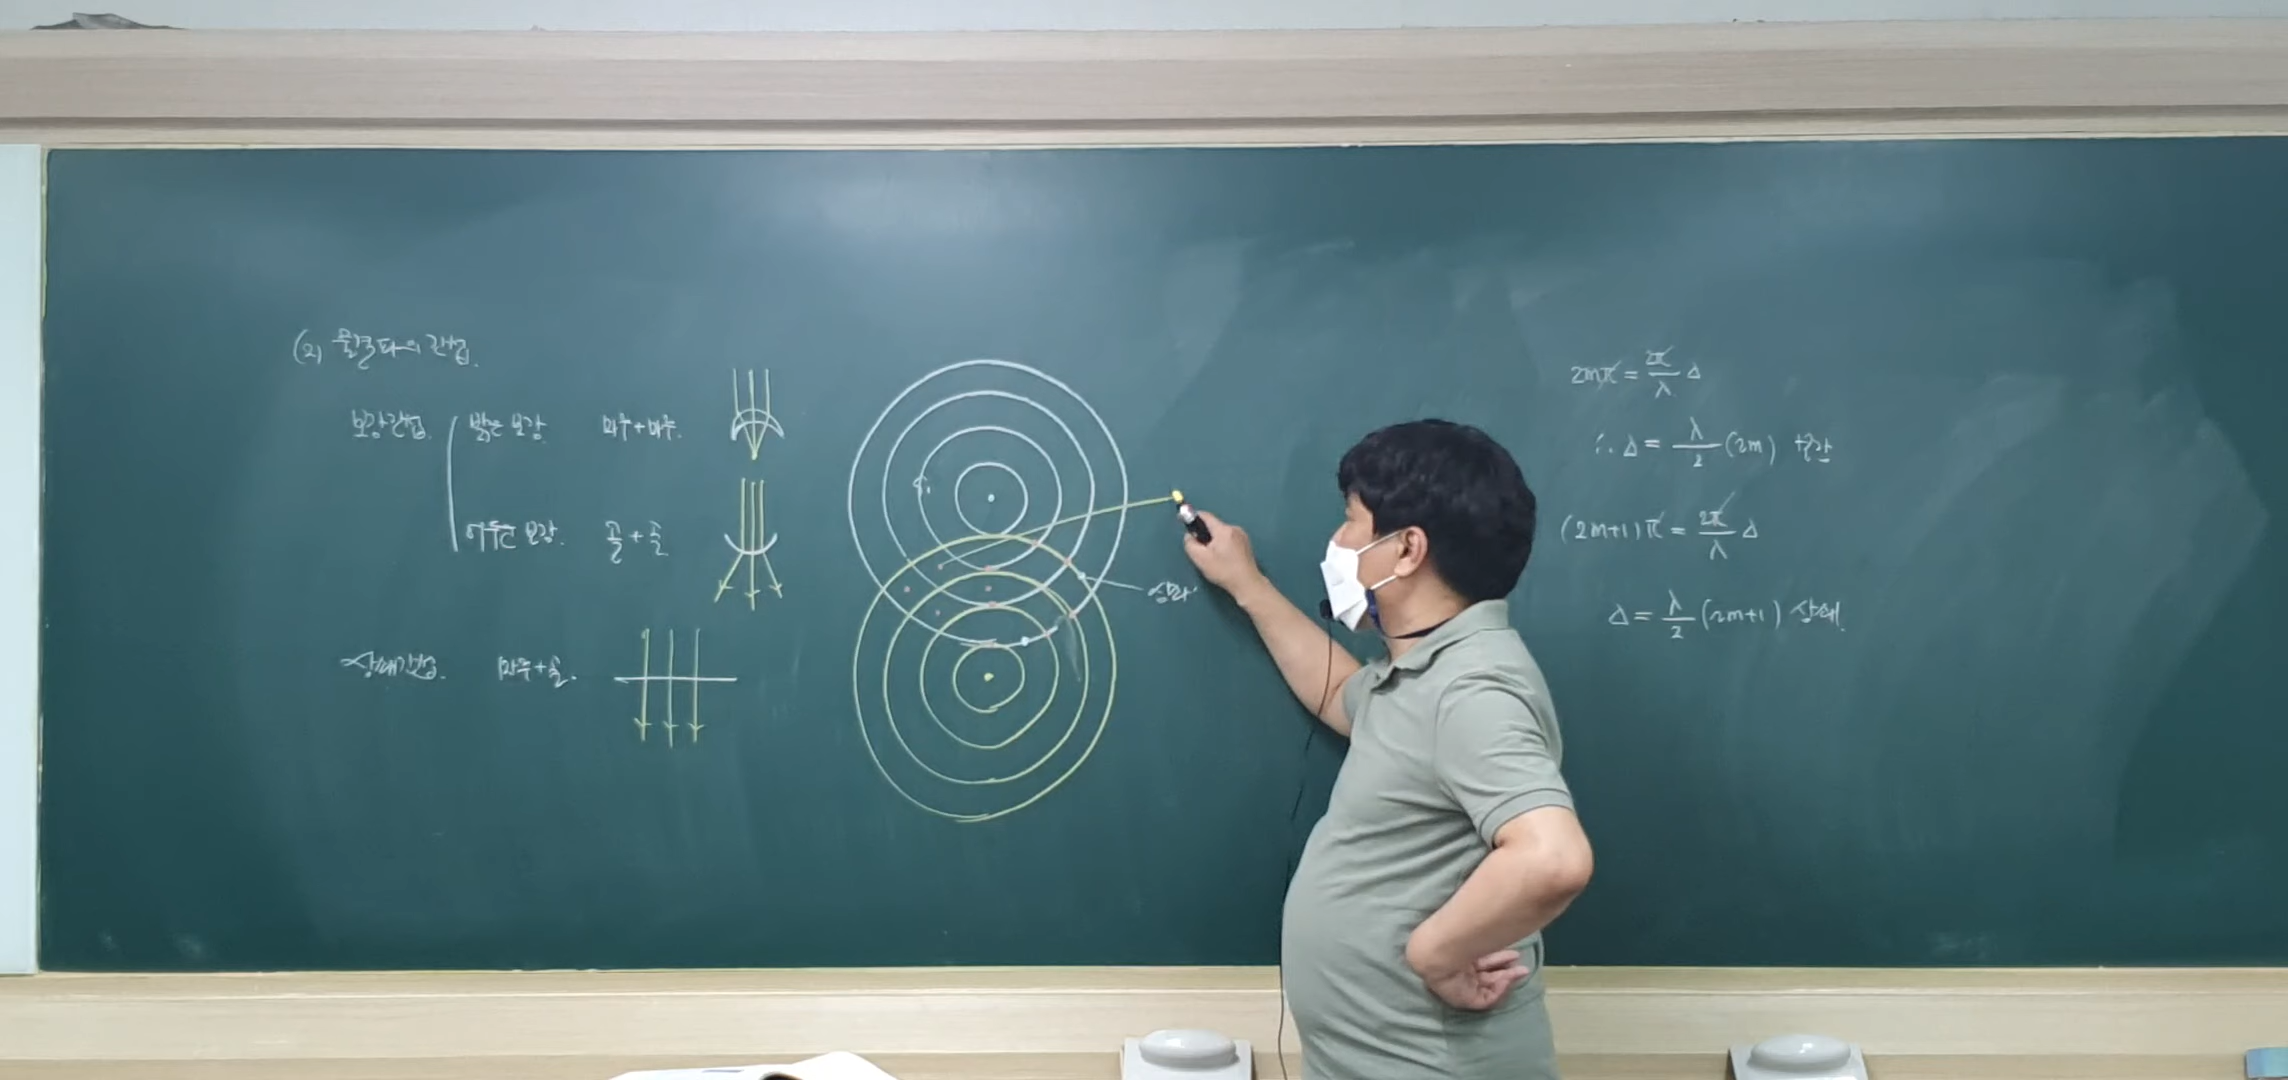 (2) 물결파의 간섭.
보강간섭. 밝은 보강. 마루+마루.
어두운 보강. 골+골
상쇄간섭. 마루+골.
S₁
상쇄
2mπ = 2π/λ Δ
∴ Δ = λ/2 (2m) 보강
(2m+1)π = 2π/λ Δ
Δ = λ/2 (2m+1) 상쇄.